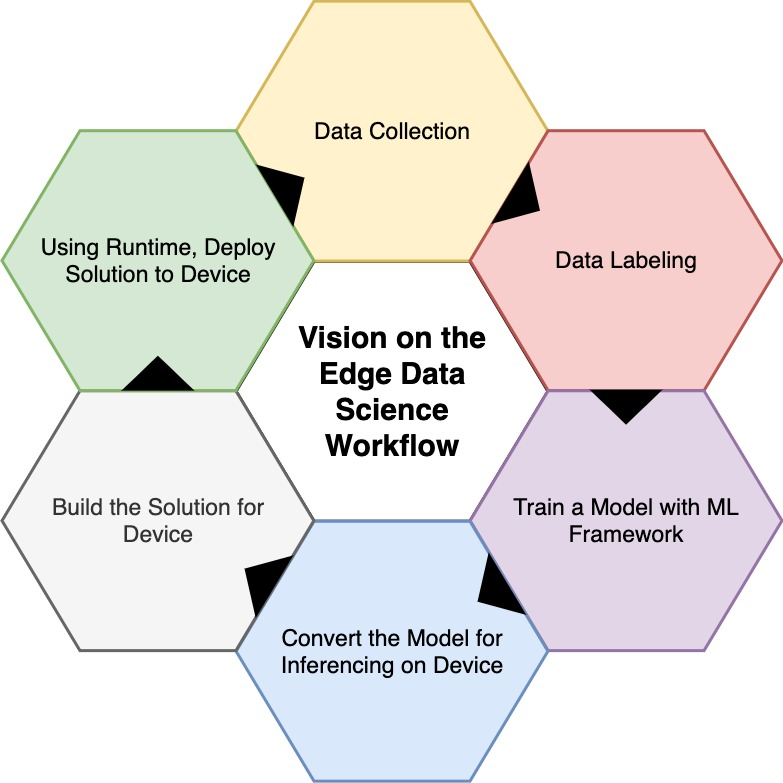 Data Collection
Using Runtime, Deploy
Solution to Device
Data Labeling
Vision on the
Edge Data
Science
Workflow
Build the Solution for
Device
Train a Model with ML
Framework
Convert the Model for
Inferencing on Device